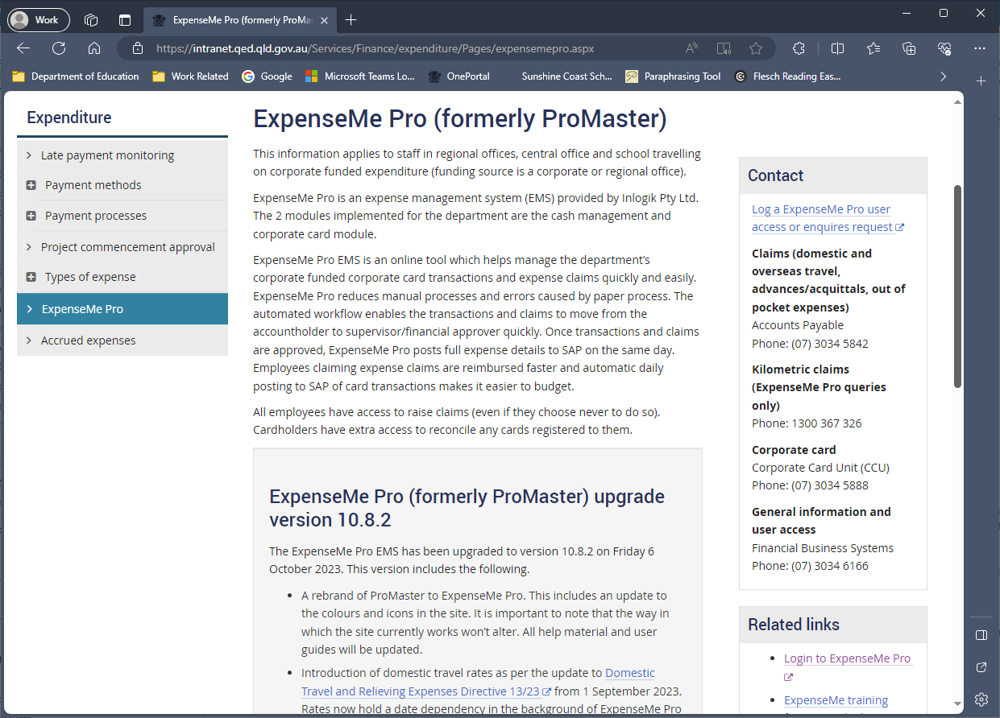 Work
ExpenseMe Pro (formerly ProMas
https://intranet.qed.qld.gov.au/Services/Finance/expenditure/Pages/expensemepro.aspx
Department of Education
Work Related
Google
Microsoft Teams Lo...
OnePortal
Sunshine Coast Sch...
Paraphrasing Tool
Flesch Reading Eas...
Expenditure
Late payment monitoring
Payment methods
Payment processes
Project commencement approval
Types of expense
ExpenseMe Pro
Accrued expenses
ExpenseMe Pro (formerly ProMaster)
This information applies to staff in regional offices, central office and school travelling
on corporate funded expenditure (funding source is a corporate or regional office).
ExpenseMe Pro is an expense management system (EMS) provided by Inlogik Pty Ltd.
The 2 modules implemented for the department are the cash management and
corporate card module.
ExpenseMe Pro EMS is an online tool which helps manage the department’s
corporate funded corporate card transactions and expense claims quickly and easily.
ExpenseMe Pro reduces manual processes and errors caused by paper process. The
automated workflow enables the transactions and claims to move from the
accountholder to supervisor/financial approver quickly. Once transactions and claims
are approved, ExpenseMe Pro posts full expense details to SAP on the same day.
Employees claiming expense claims are reimbursed faster and automatic daily
posting to SAP of card transactions makes it easier to budget.
All employees have access to raise claims (even if they choose never to do so).
Cardholders have extra access to reconcile any cards registered to them.
ExpenseMe Pro (formerly ProMaster) upgrade
version 10.8.2
The ExpenseMe Pro EMS has been upgraded to version 10.8.2 on Friday 6
October 2023. This version includes the following.
• A rebrand of ProMaster to ExpenseMe Pro. This includes an update to
the colours and icons in the site. It is important to note that the way in
which the site currently works won’t alter. All help material and user
guides will be updated.
• Introduction of domestic travel rates as per the update to Domestic
Travel and Relieving Expenses Directive 13/23 from 1 September 2023.
Rates now hold a date dependency in the background of ExpenseMe Pro
Contact
Log a ExpenseMe Pro user
access or enquires request
Claims (domestic and
overseas travel,
advances/acquittals, out of
pocket expenses)
Accounts Payable
Phone: (07) 3034 5842
Kilometric claims
(ExpenseMe Pro queries
only)
Phone: 1300 367 326
Corporate card
Corporate Card Unit (CCU)
Phone: (07) 3034 5888
General information and
user access
Financial Business Systems
Phone: (07) 3034 6166
Related links
• Login to ExpenseMe Pro
• ExpenseMe training